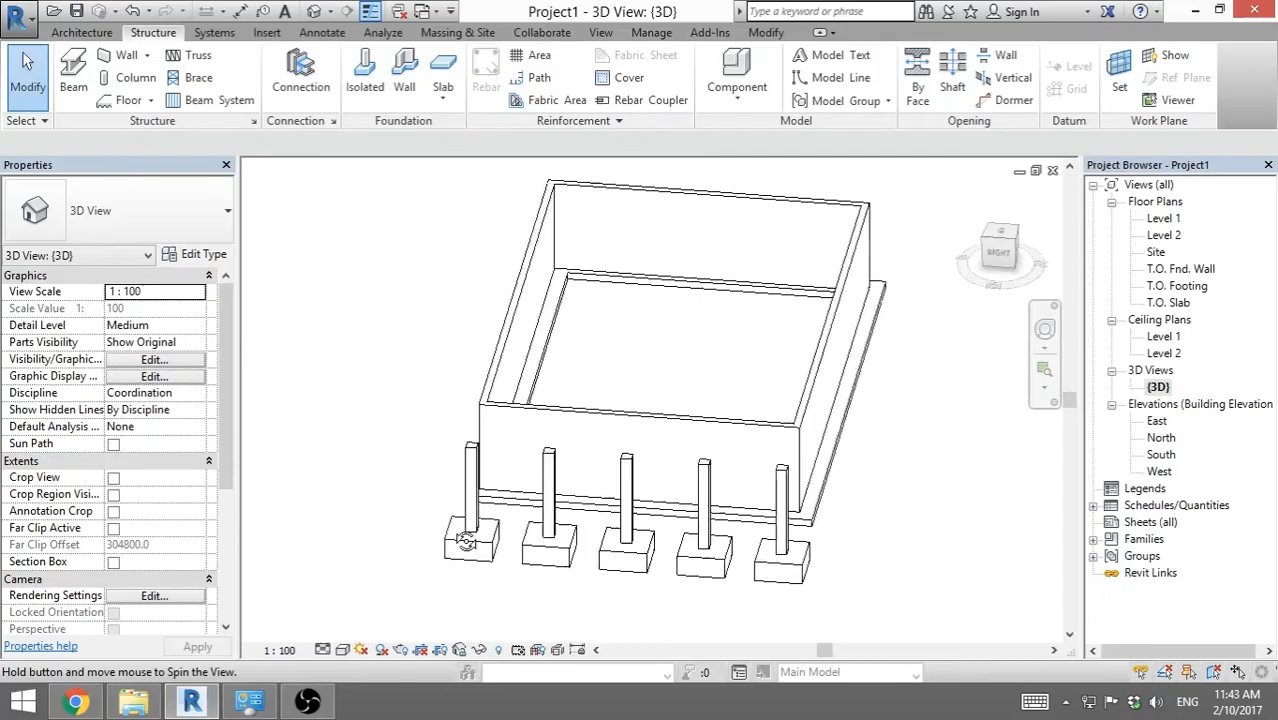 Project1 - 3D View: {3D}
Type a keyword or phrase
Sign In
Architecture Structure Systems Insert Annotate Analyze Massing & Site Collaborate View Manage Add-Ins Modify
Modify
Select
Beam
Wall
Column
Floor
Truss
Brace
Beam System
Structure
Connection
Connection
Isolated
Wall
Slab
Foundation
Rebar
Area
Path
Fabric Area
Fabric Sheet
Cover
Rebar Coupler
Reinforcement
Component
Model Text
Model Line
Model Group
Model
By Face
Shaft
Wall
Vertical
Dormer
Opening
Level
Grid
Datum
Set
Show
Ref Plane
Viewer
Work Plane
Properties
3D View
3D View: {3D}
Edit Type
Graphics
View Scale 1 : 100
Scale Value 1: 100
Detail Level Medium
Parts Visibility Show Original
Visibility/Graphic... Edit...
Graphic Display ... Edit...
Discipline Coordination
Show Hidden Lines By Discipline
Default Analysis ... None
Sun Path
Extents
Crop View
Crop Region Visi...
Annotation Crop
Far Clip Active
Far Clip Offset 304800.0
Section Box
Camera
Rendering Settings Edit...
Locked Orientation
Perspective
Properties help
Apply
RIGHT
1 : 100
Project Browser - Project1
Views (all)
Floor Plans
Level 1
Level 2
Site
T.O. Fnd. Wall
T.O. Footing
T.O. Slab
Ceiling Plans
Level 1
Level 2
3D Views
{3D}
Elevations (Building Elevation
East
North
South
West
Legends
Schedules/Quantities
Sheets (all)
Families
Groups
Revit Links
Hold button and move mouse to Spin the View.
:0
Main Model
ENG
11:43 AM
2/10/2017